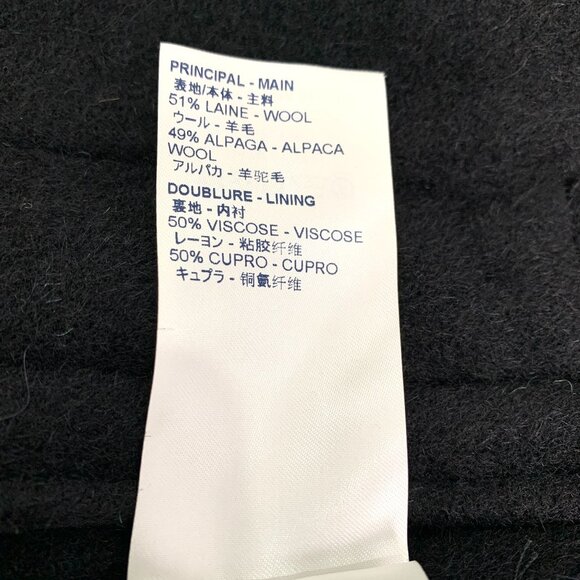 PRINCIPAL - MAIN
表地/本体 - 主料
51% LAINE - WOOL
ウール - 羊毛
49% ALPAGA - ALPACA
WOOL
アルパカ - 羊驼毛
DOUBLURE - LINING
裏地 - 内衬
50% VISCOSE - VISCOSE
レーヨン - 粘胶纤维
50% CUPRO - CUPRO
キュプラ - 铜氨纤维